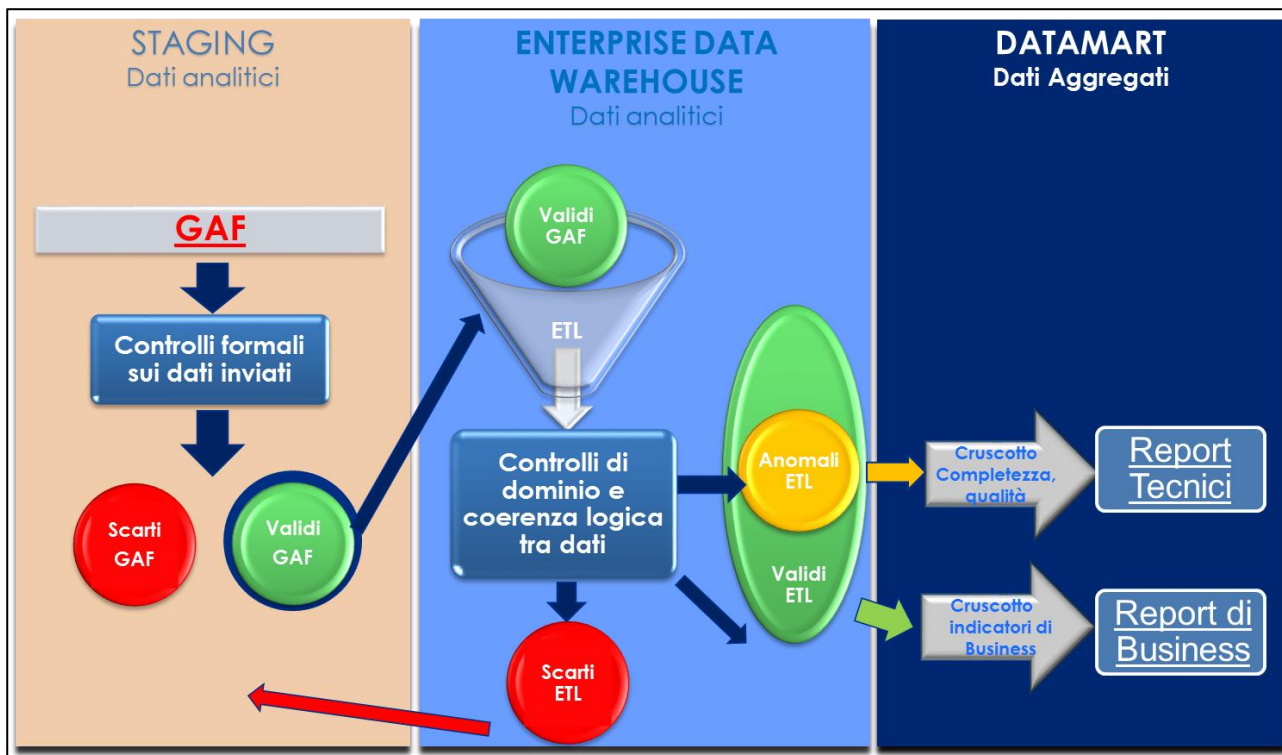 STAGING
Dati analitici
GAF
Controlli formali
sui dati inviati
Scarti
GAF
Validi
GAF
ENTERPRISE DATA
WAREHOUSE
Dati analitici
Validi
GAF
ETL
Controlli di
dominio e
coerenza logica
tra dati
Scarti
ETL
Anomali
ETL
Validi
ETL
DATAMART
Dati Aggregati
Cruscotto
Completezza,
qualità
Report
Tecnici
Cruscotto
indicatori di
Business
Report di
Business